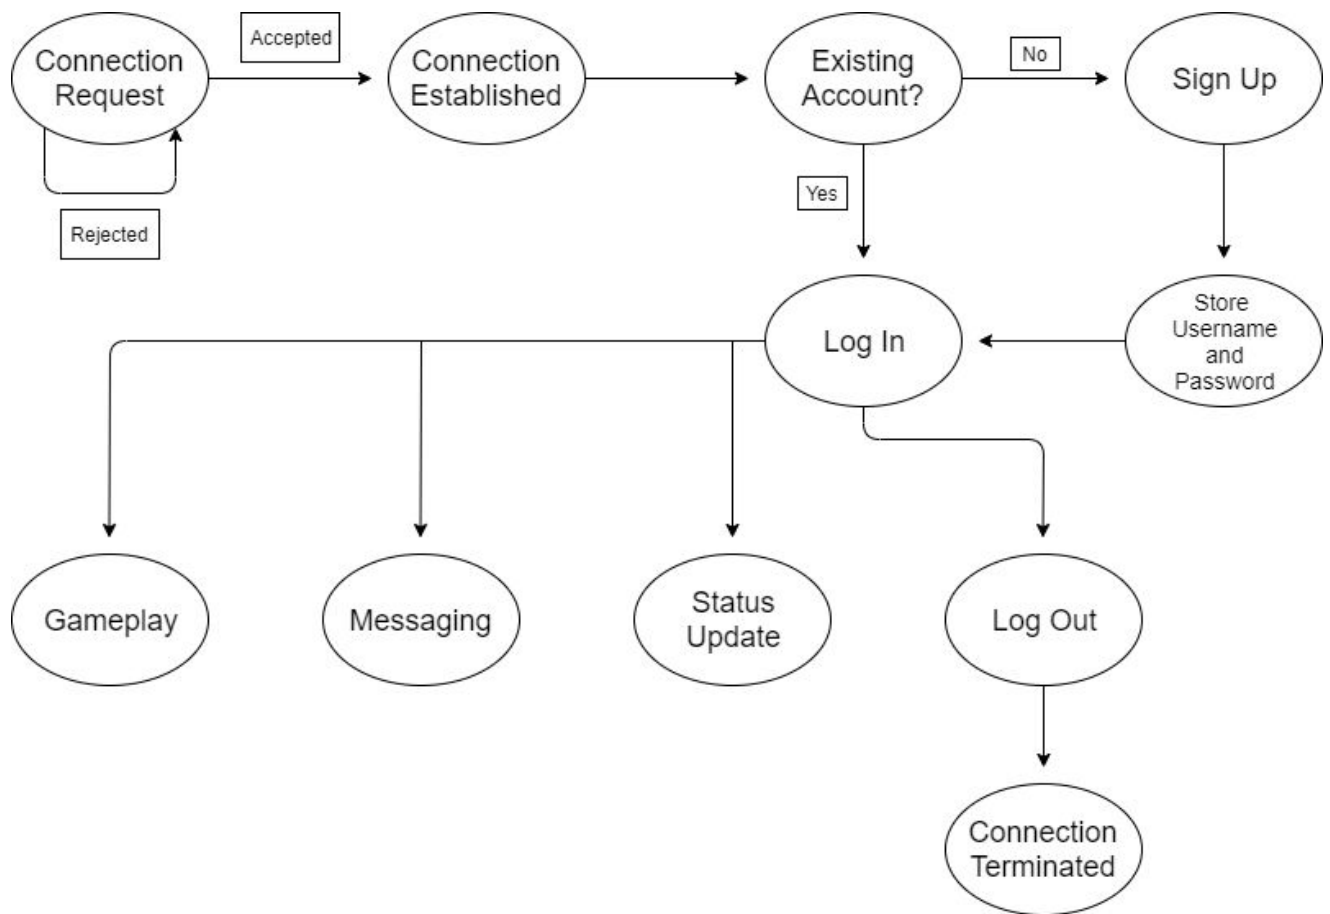 Connection
Request
Accepted
Connection
Established
Existing
Account?
No
Sign Up
Rejected
Yes
Log In
Store
Username
and
Password
Gameplay
Messaging
Status
Update
Log Out
Connection
Terminated